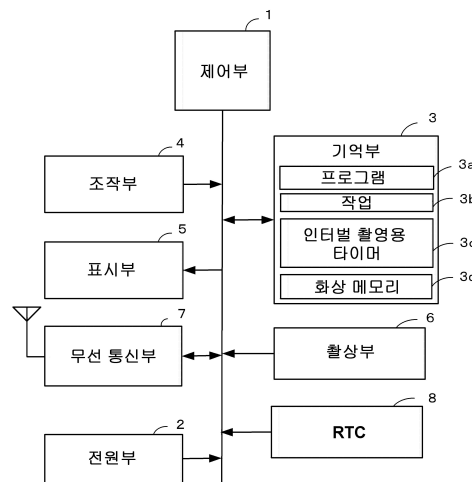 1
제어부
3
기억부
프로그램
3a
작업
3b
인터벌 촬영용
타이머
3c
화상 메모리
3d
4
조작부
5
표시부
7
무선 통신부
6
촬상부
8
RTC
2
전원부